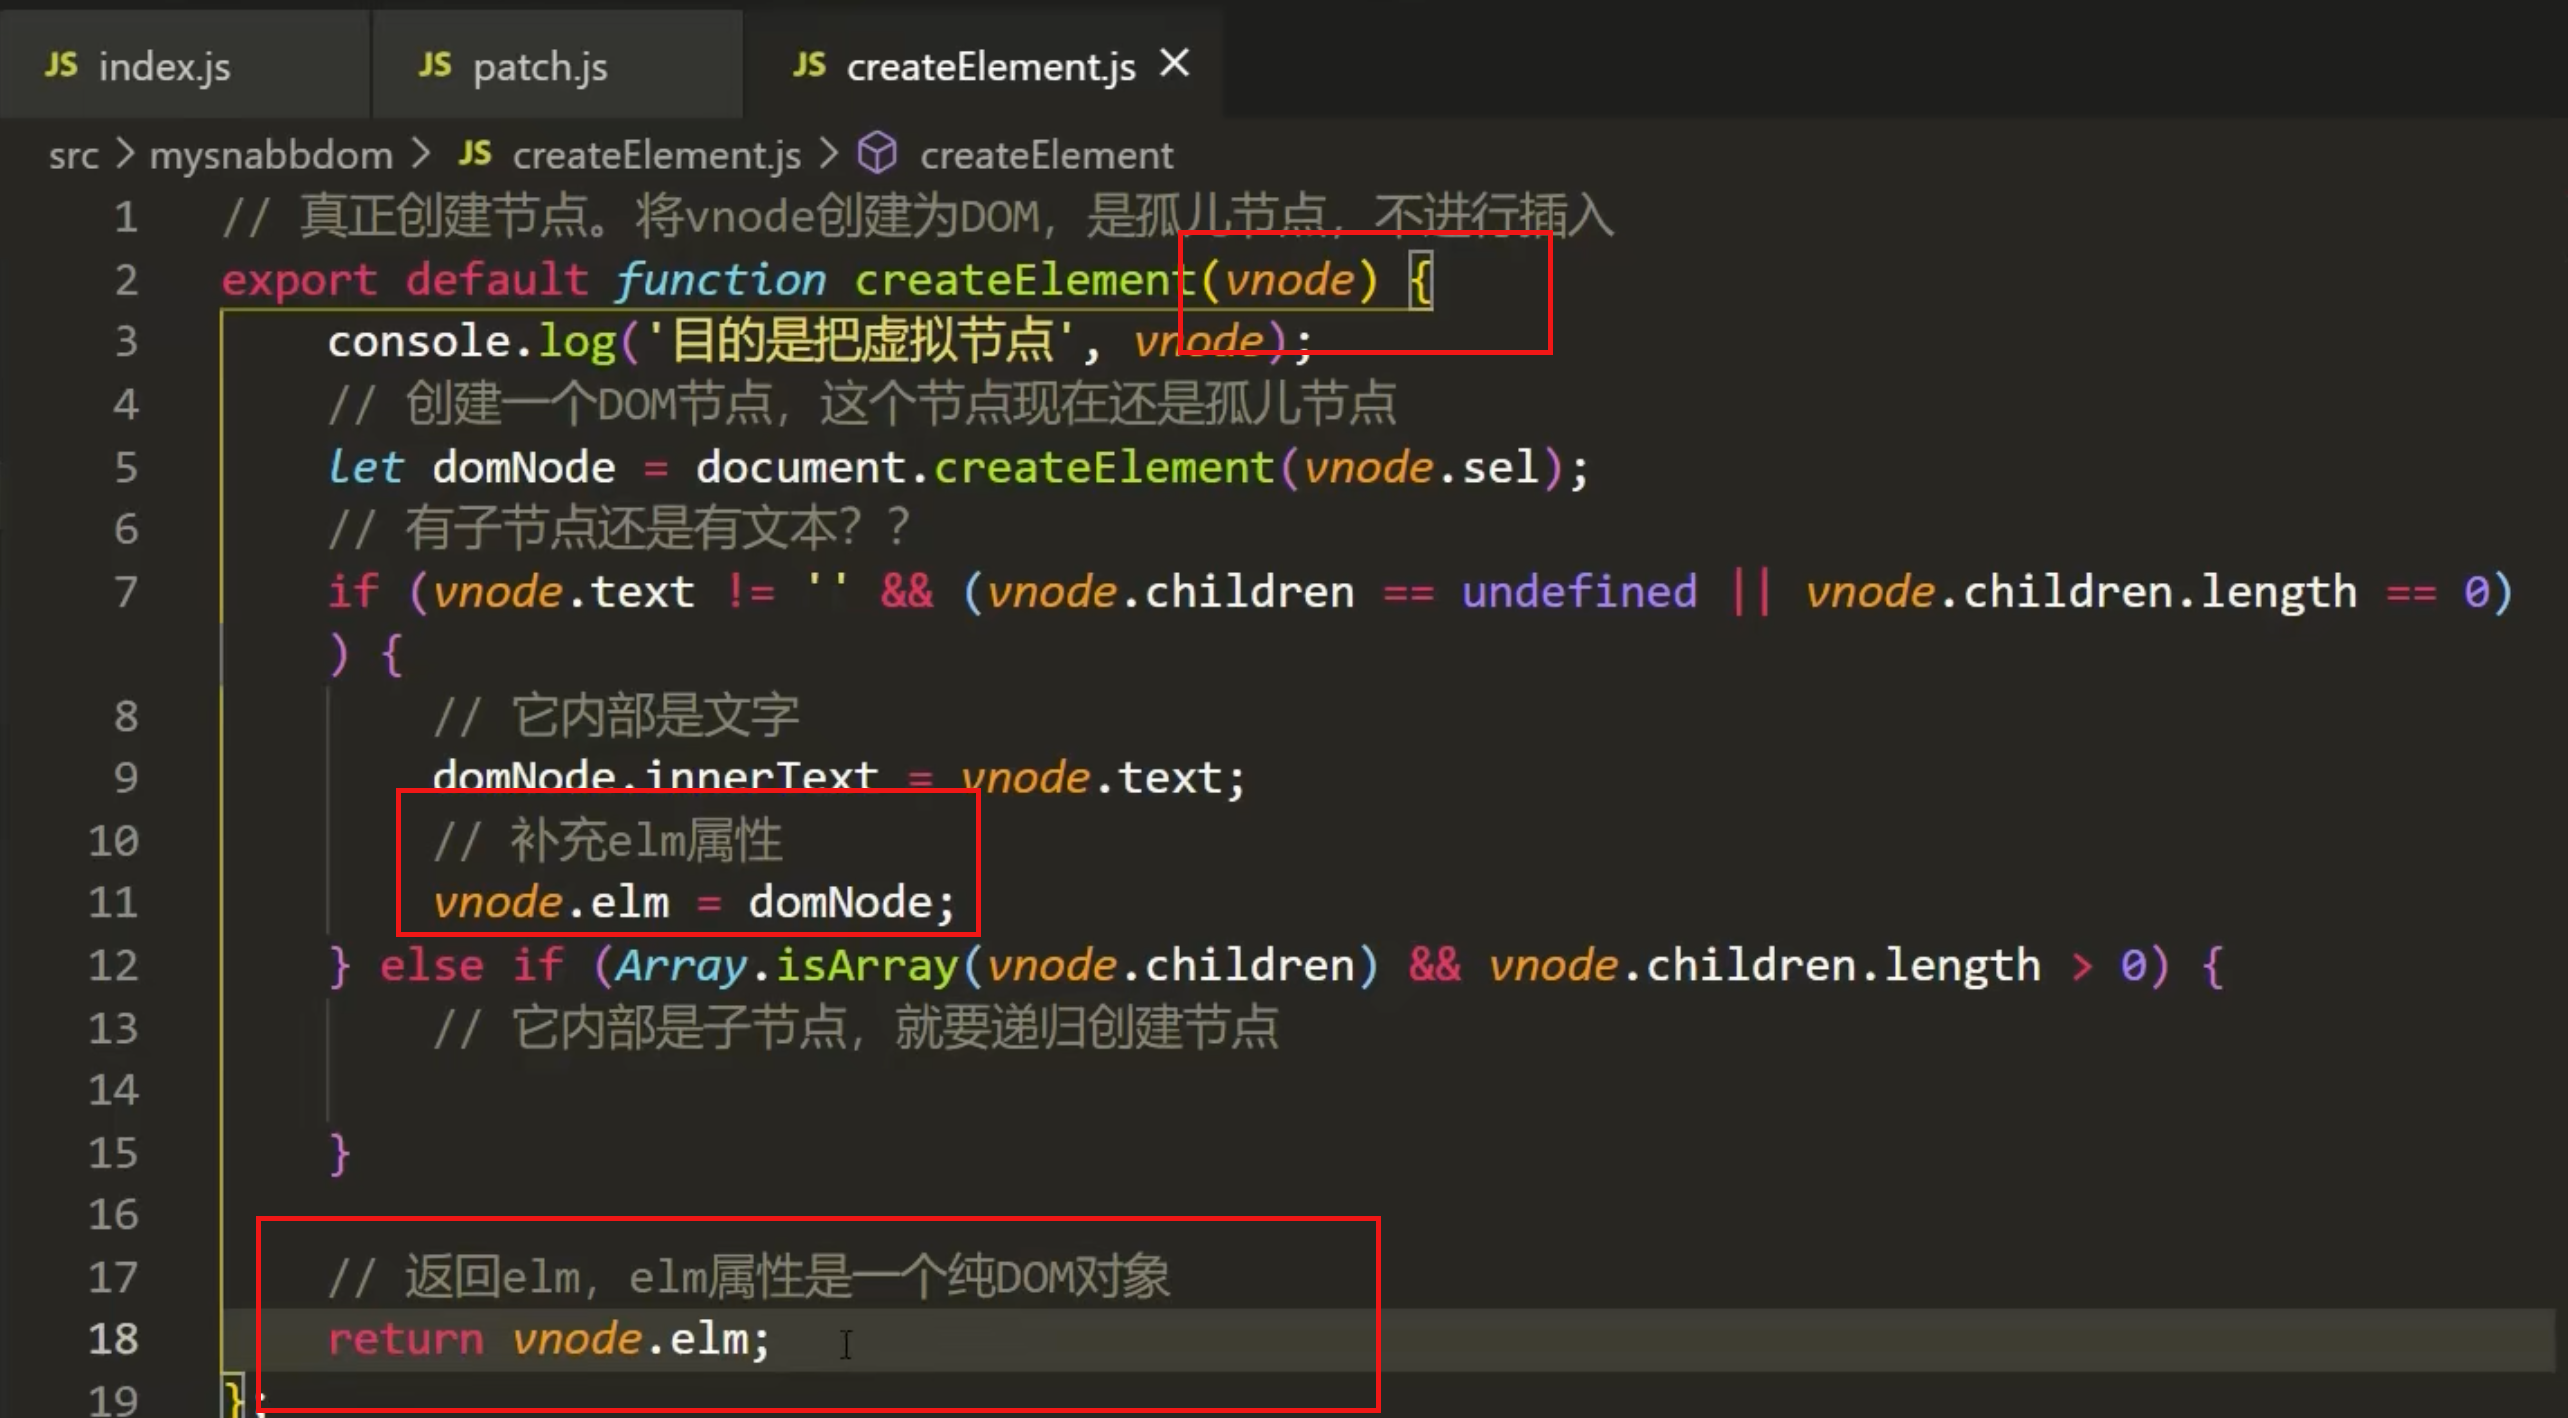 JS index.js JS patch.js JS createElement.js ×
src > mysnabbdom > JS createElement.js > createElement
1 // 真正创建节点。将vnode创建为DOM，是孤儿节点，不进行插入
2 export default function createElement(vnode) {
3 console.log('目的是把虚拟节点', vnode);
4 // 创建一个DOM节点，这个节点现在还是孤儿节点
5 let domNode = document.createElement(vnode.sel);
6 // 有子节点还是有文本？？
7 if (vnode.text != '' && (vnode.children == undefined || vnode.children.length == 0)
) {
8 // 它内部是文字
9 domNode.innerText = vnode.text;
10 // 补充elm属性
11 vnode.elm = domNode;
12 } else if (Array.isArray(vnode.children) && vnode.children.length > 0) {
13 // 它内部是子节点，就要递归创建节点
14
15 }
16
17 // 返回elm，elm属性是一个纯DOM对象
18 return vnode.elm;
19 };